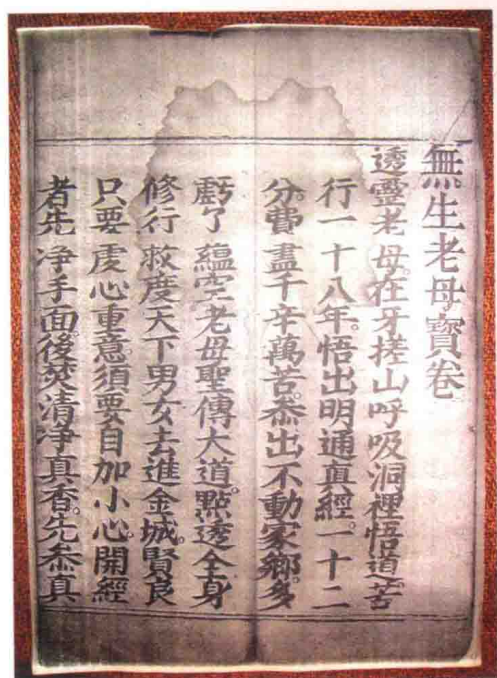 無生老母寶卷
透靈老母。在牙搓山呼吸洞裡悟道。苦
行一十八年。悟出明通真經。一十二
分。費盡千辛萬苦。叅出不動家鄉。多
虧了蘊空老母聖傳大道。點透全身
修行救度天下男女去進金城。賢良
只要虔心重意。須要自加小心。開經
者先净手面。後焚清净真香。先叅真